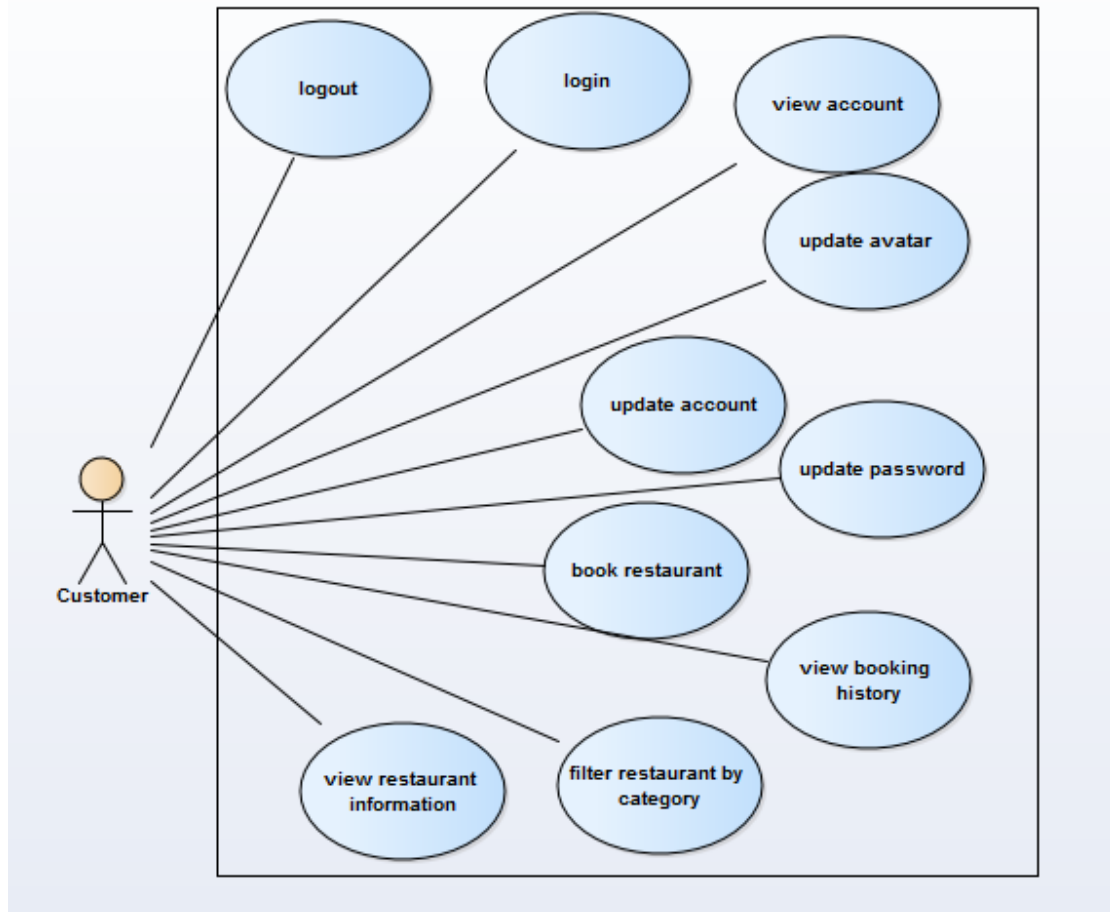 logout
login
view account
update avatar
update account
update password
book restaurant
Customer
view booking
history
view restaurant
information
filter restaurant by
category